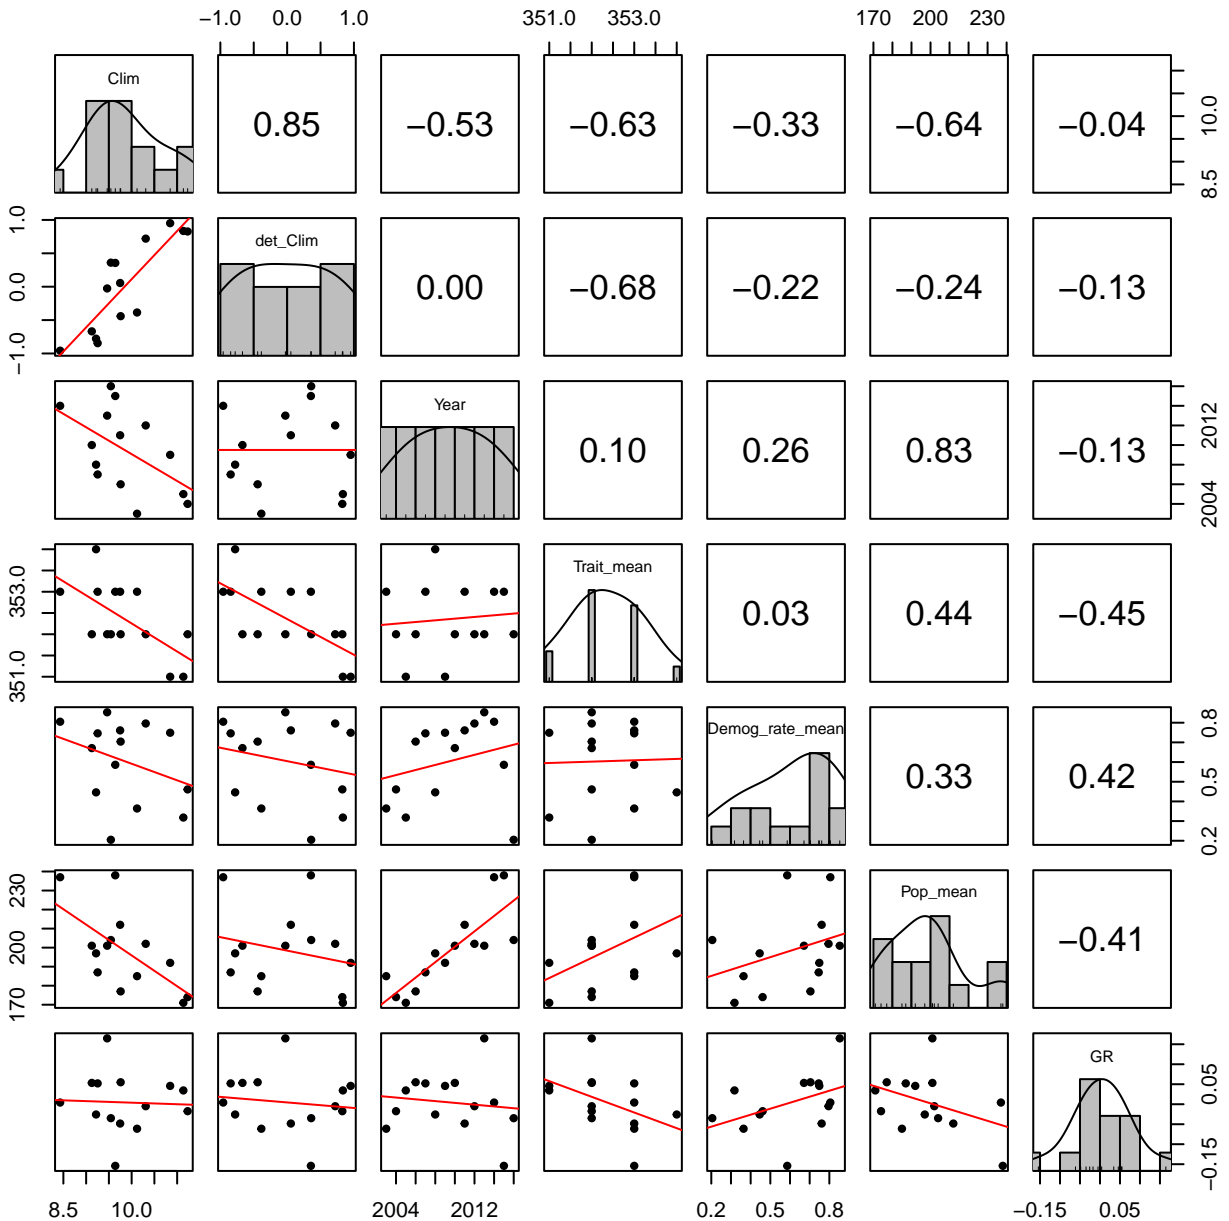 −1.0 0.0 1.0 351.0 353.0 170 200 230
Clim 0.85 −0.53 −0.63 −0.33 −0.64 −0.04 8.5 10.0
−1.0 0.0 1.0 det_Clim 0.00 −0.68 −0.22 −0.24 −0.13
Year 0.10 0.26 0.83 −0.13 2004 2012
351.0 353.0 Trait_mean 0.03 0.44 −0.45
Demog_rate_mean 0.33 0.42 0.2 0.5 0.8
170 200 230 Pop_mean −0.41
GR −0.15 0.05
8.5 10.0 2004 2012 0.2 0.5 0.8 −0.15 0.05